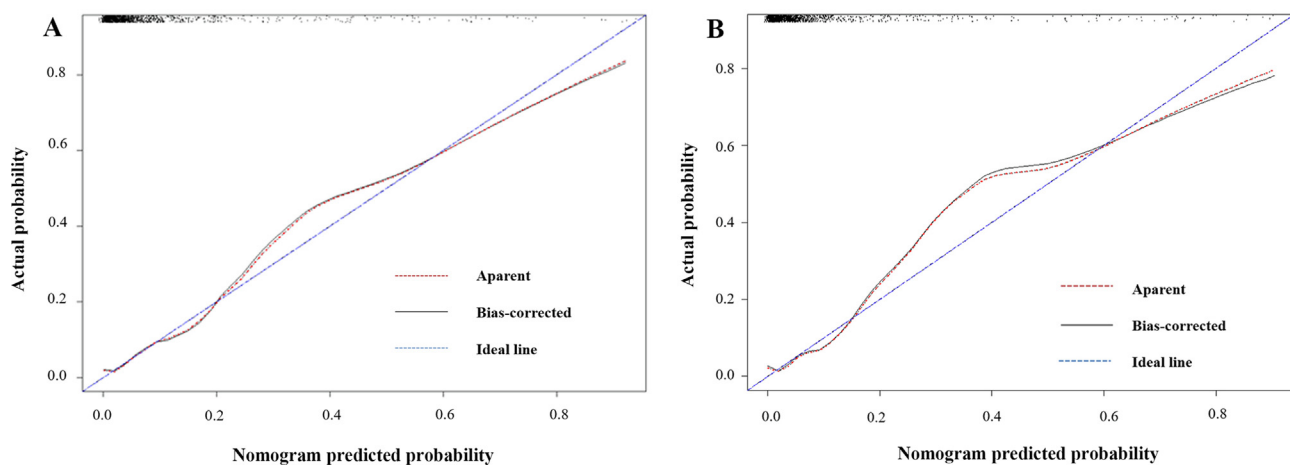 A
Actual probability
0.8
0.6
0.4
0.2
0.0
Aparent
Bias-corrected
Ideal line
0.0 0.2 0.4 0.6 0.8
Nomogram predicted probability
B
Actual probability
0.8
0.6
0.4
0.2
0.0
Aparent
Bias-corrected
Ideal line
0.0 0.2 0.4 0.6 0.8
Nomogram predicted probability